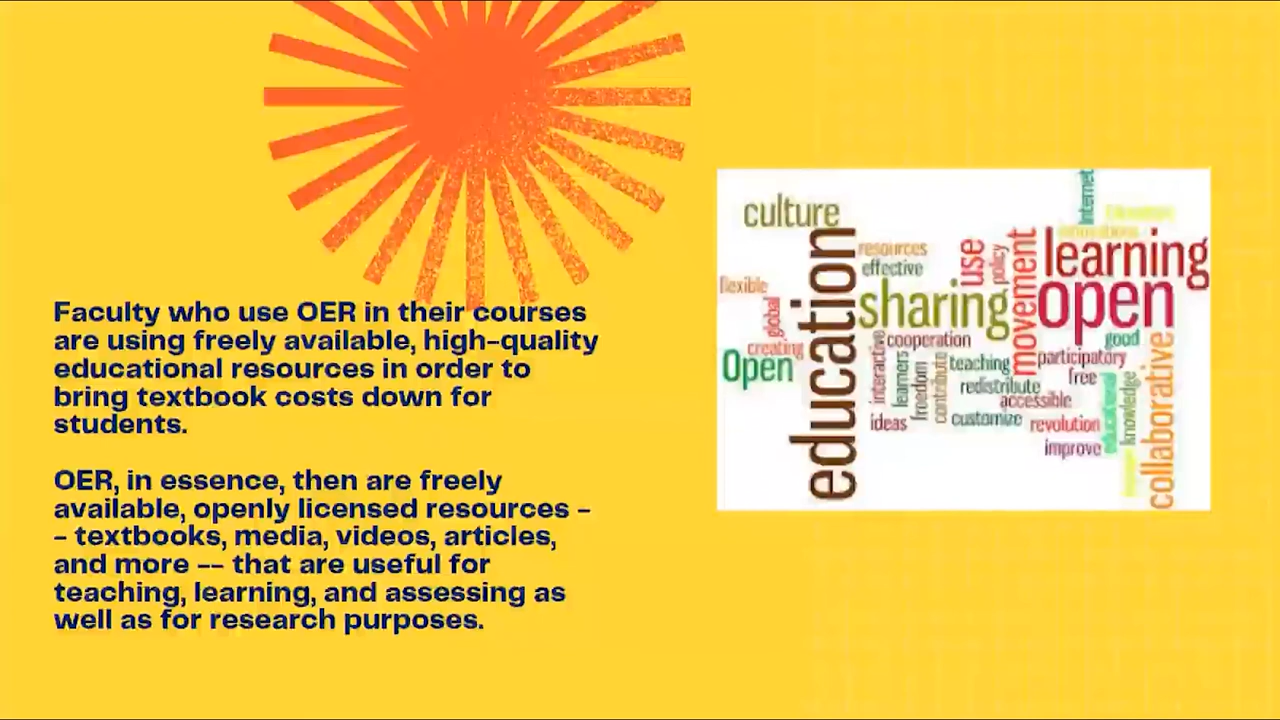 Faculty who use OER in their courses
are using freely available, high-quality
educational resources in order to
bring textbook costs down for
students.
OER, in essence, then are freely
available, openly licensed resources -
- textbooks, media, videos, articles,
and more -- that are useful for
teaching, learning, and assessing as
well as for research purposes.
culture
education
resources
effective
use
policy
movement
internet
learning
open
sharing
flexible
global
creating
Open
cooperation
interactive
learners
freedom
contribute
teaching
redistribute
accessible
customize
ideas
participatory
good
free
revolution
improve
educational
knowledge
collaborative